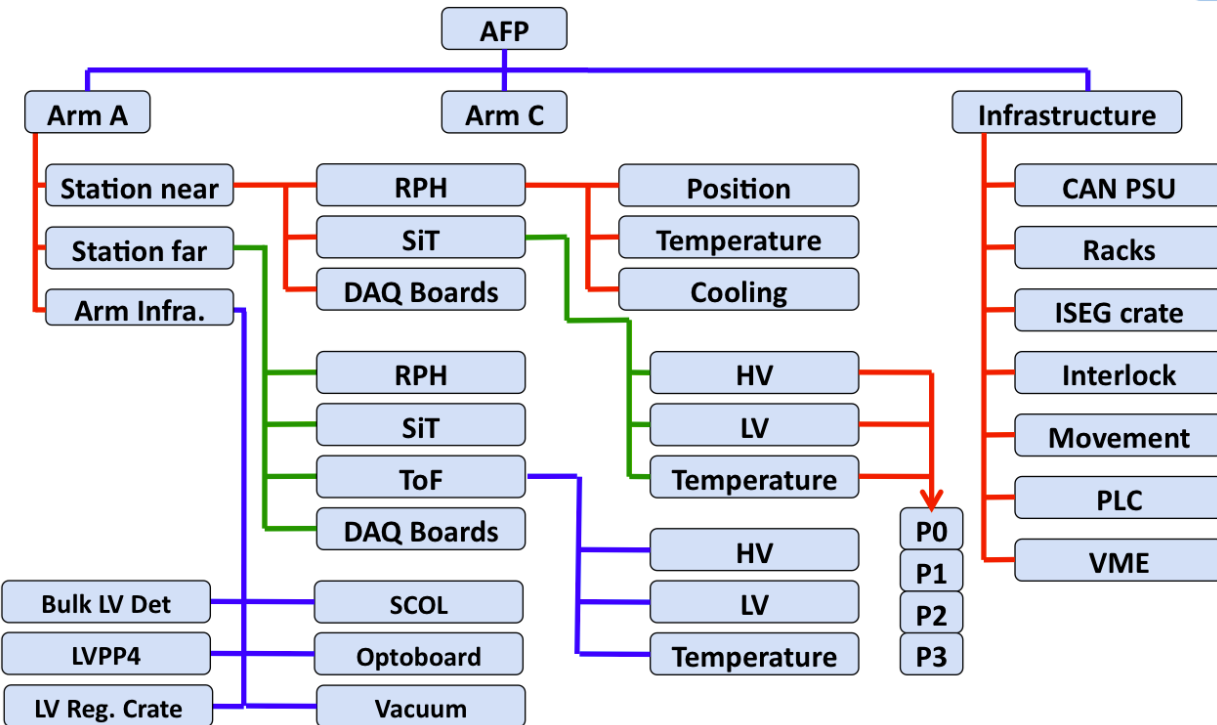 AFP
Arm A
Arm C
Infrastructure
Station near
RPH
Position
CAN PSU
Station far
SiT
Temperature
Racks
Arm Infra.
DAQ Boards
Cooling
ISEG crate
RPH
HV
Interlock
SiT
LV
Movement
ToF
Temperature
PLC
DAQ Boards
HV
P0
VME
P1
Bulk LV Det
SCOL
LV
P2
LVPP4
Optoboard
Temperature
P3
LV Reg. Crate
Vacuum